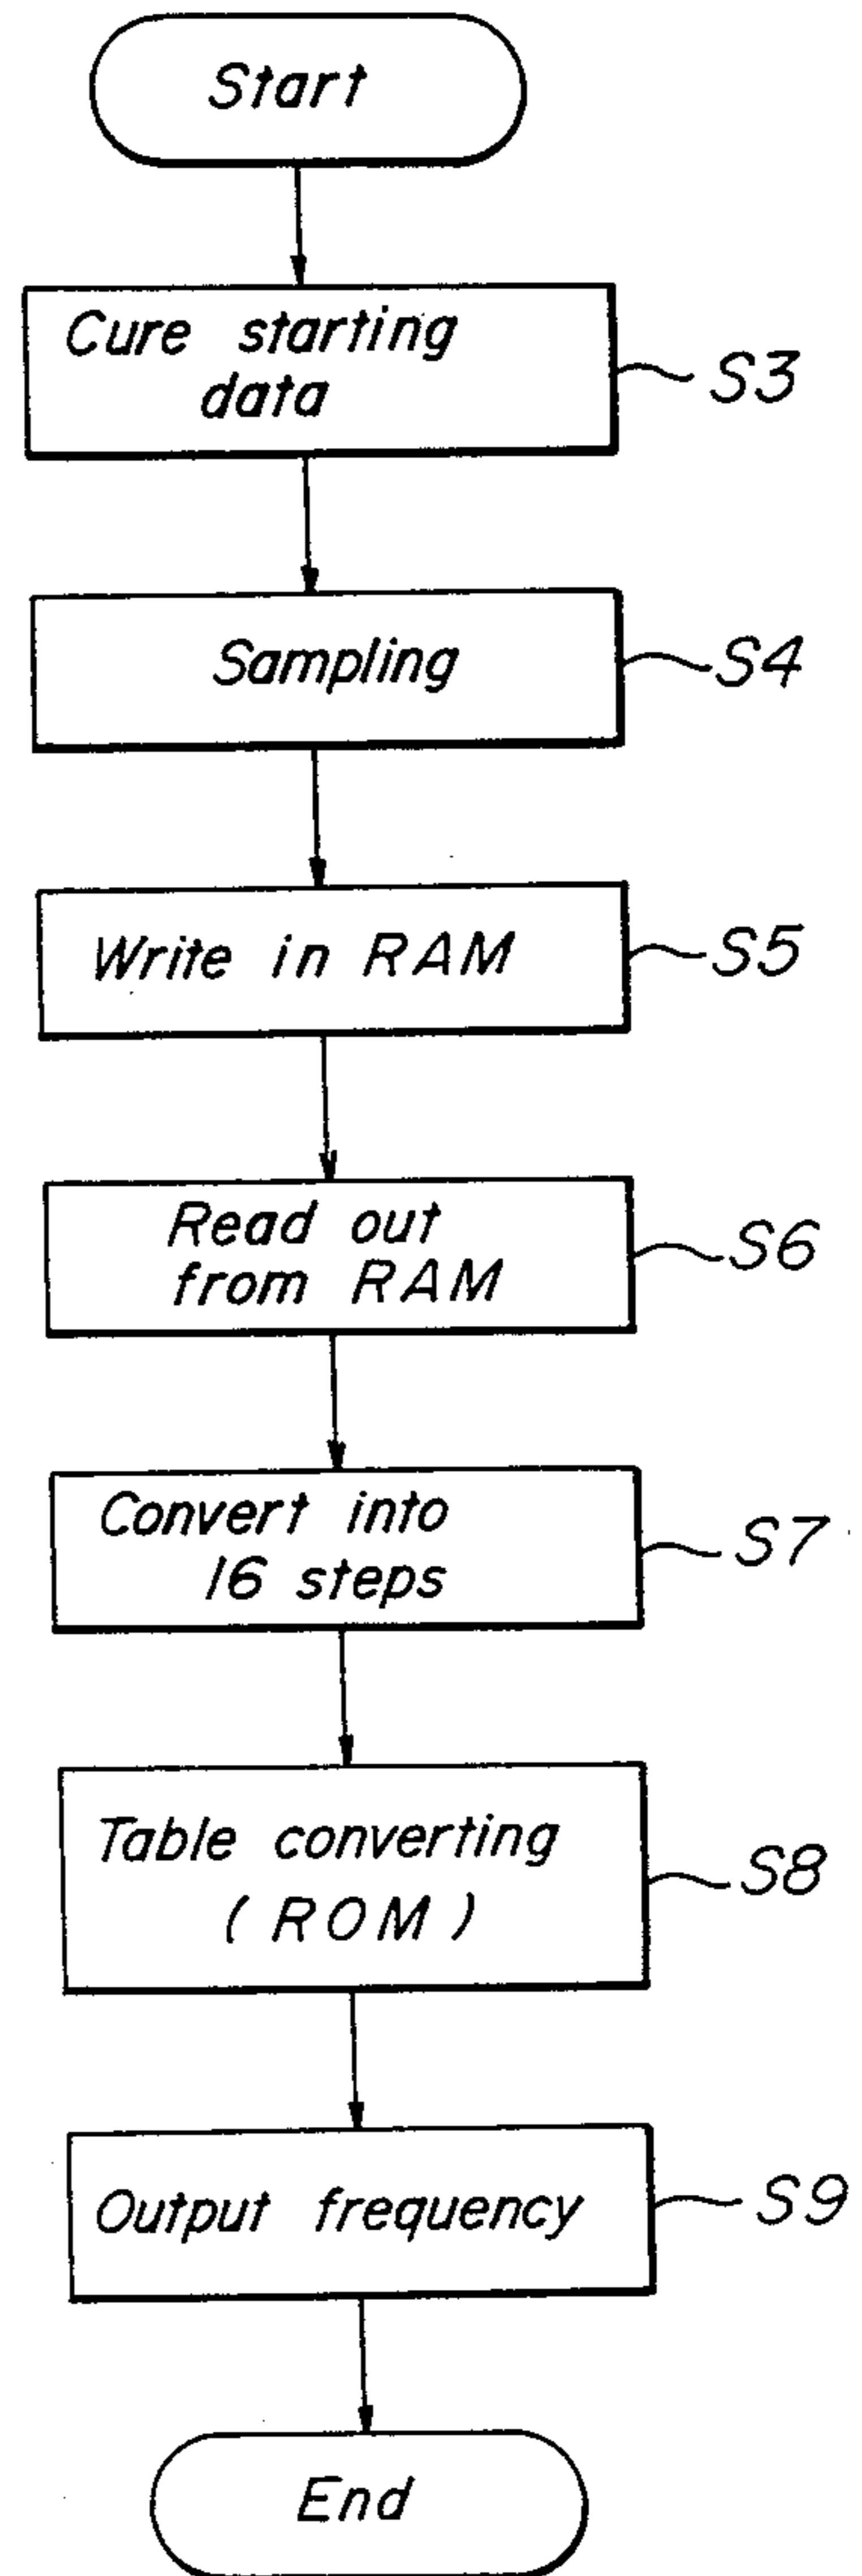 Start
Cure starting
data
S3
Sampling
S4
Write in RAM
S5
Read out
from RAM
S6
Convert into
16 steps
S7
Table converting
(ROM)
S8
Output frequency
S9
End